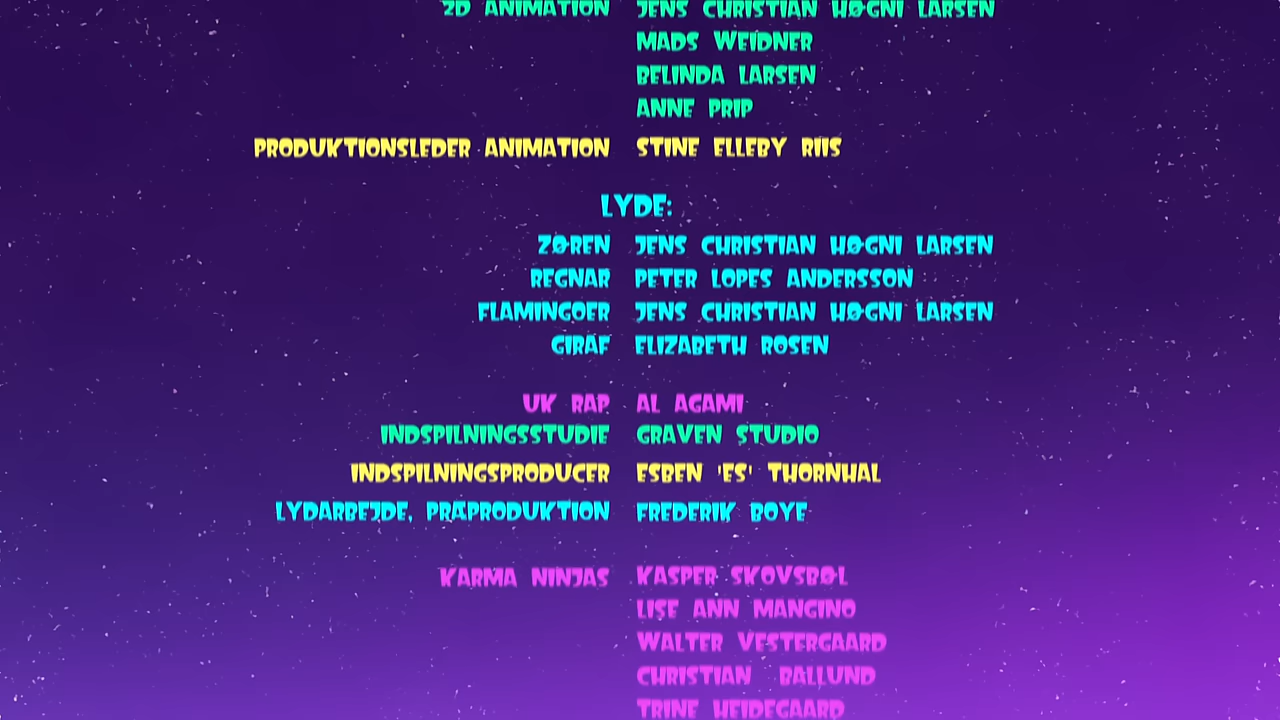 2D ANIMATION JENS CHRISTIAN HØGNI LARSEN
MADS WEIDNER
BELINDA LARSEN
ANNE PRIP
PRODUKTIONSLEDER ANIMATION STINE ELLEBY RIIS
LYDE:
ZØREN JENS CHRISTIAN HØGNI LARSEN
REGNAR PETER LOPES ANDERSSON
FLAMINGOER JENS CHRISTIAN HØGNI LARSEN
GIRAF ELIZABETH ROSEN
UK RAP AL AGAMI
INDSPILNINGSSTUDIE GRAVEN STUDIO
INDSPILNINGSPRODUCER ESBEN 'ES' THORNHAL
LYDARBEJDE, PRÆPRODUKTION FREDERIK BOYE
KARMA NINJAS KASPER SKOVSBØL
LISE ANN MANGINO
WALTER VESTERGAARD
CHRISTIAN BALLUND
TRINE HEIDEGAARD